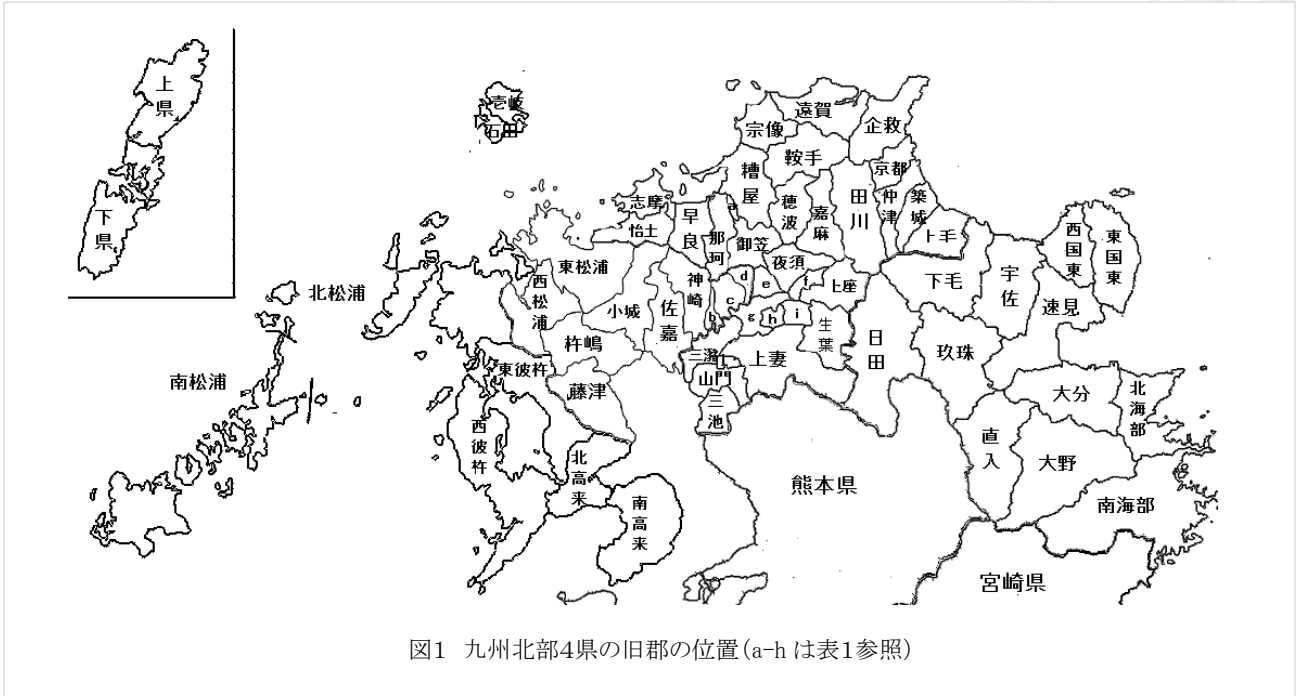 上県
下県
壱岐
石田
遠賀
宗像
企救
鞍手
京都
糟屋
a
穂波
嘉麻
田川
仲津
築城
上毛
志摩
怡土
早良
那珂
御笠
夜須
東松浦
神崎
d
e
f
上座
下毛
宇佐
西国東
東国東
速見
北松浦
西松浦
小城
佐嘉
c
b
g
h
i
生葉
日田
玖珠
杵嶋
三潴
上妻
山門
三池
大分
北海部
南松浦
東彼杵
藤津
西彼杵
北高来
南高来
熊本県
直入
大野
南海部
宮崎県
図1 九州北部4県の旧郡の位置(a-h は表1参照)